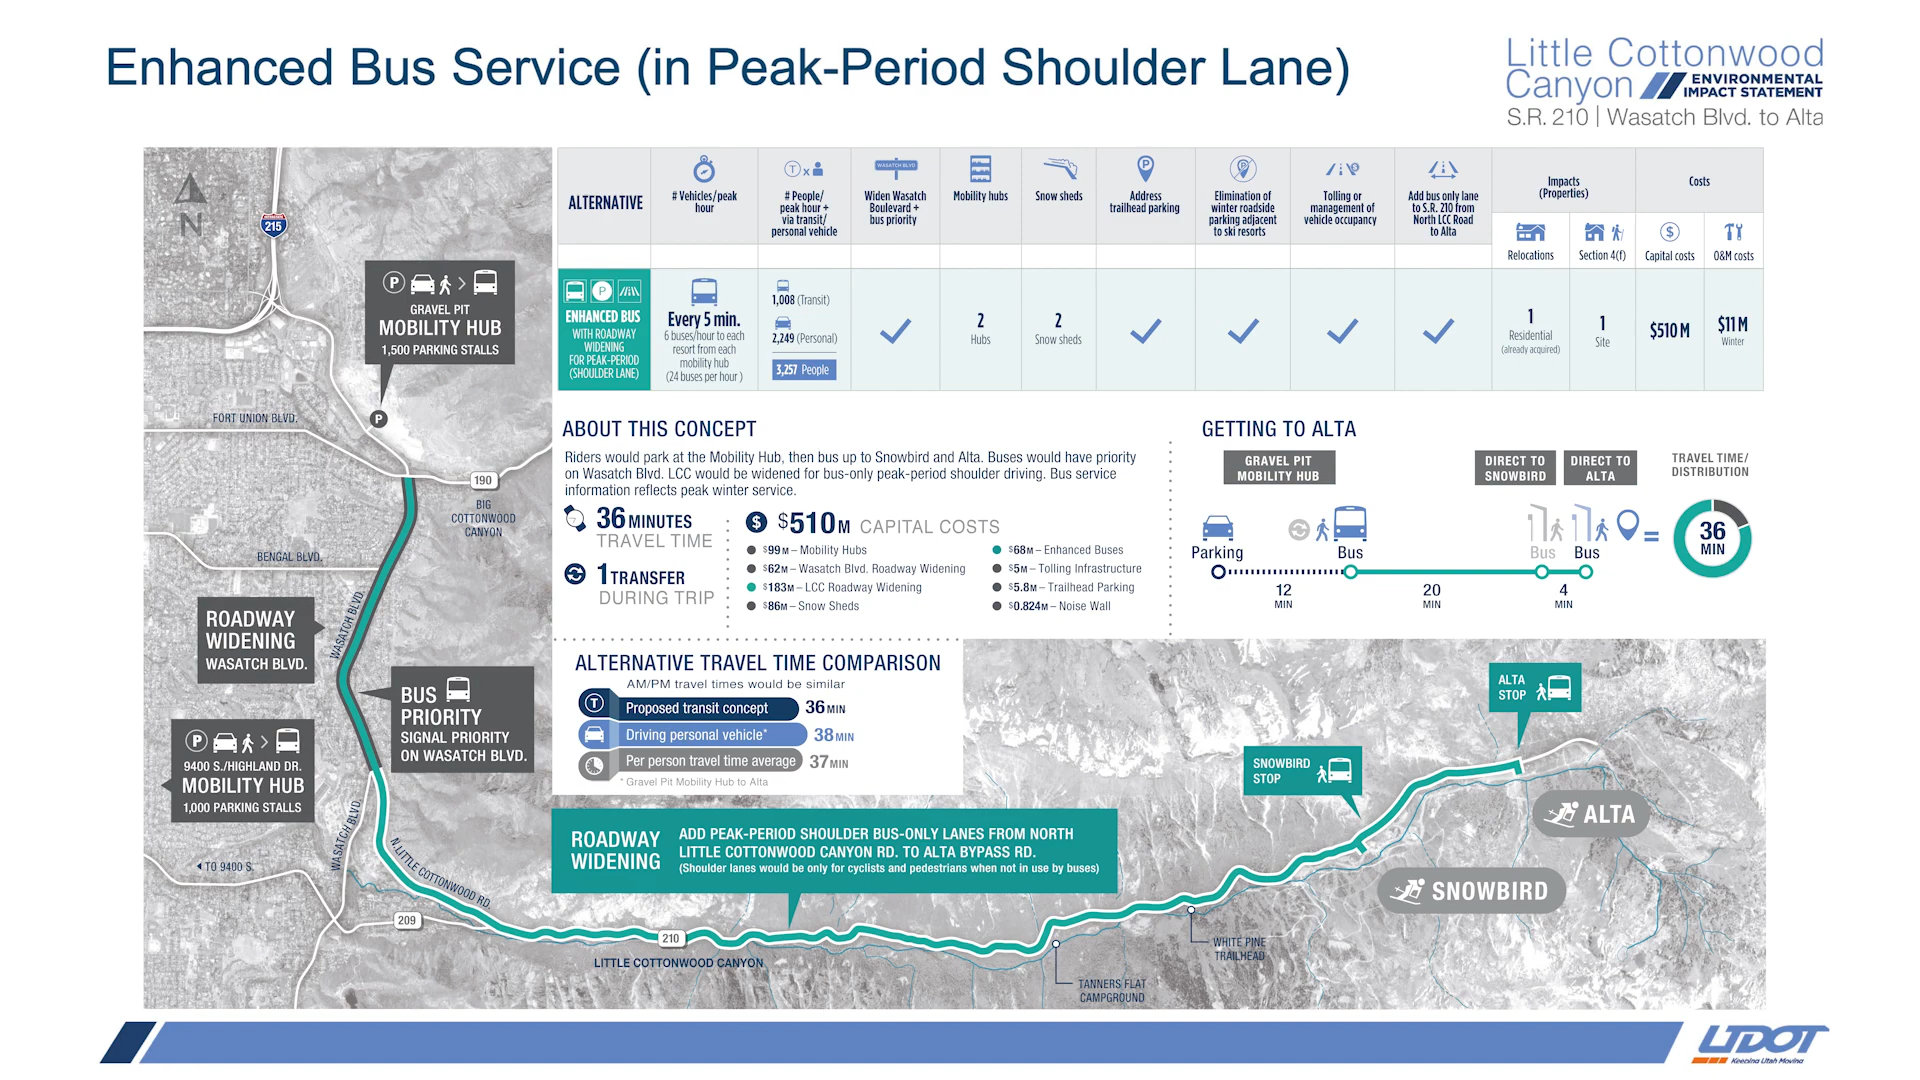 Enhanced Bus Service (in Peak-Period Shoulder Lane)
Little Cottonwood
Canyon
ENVIRONMENTAL
IMPACT STATEMENT
S.R. 210 | Wasatch Blvd. to Alta
ALTERNATIVE
# Vehicles/peak
hour
T x
# People/
peak hour +
via transit/
personal vehicle
WASATCH BLVD
Widen Wasatch
Boulevard +
bus priority
Mobility hubs
Snow sheds
P
Address
trailhead parking
Elimination of
winter roadside
parking adjacent
to ski resorts
Tolling or
management of
vehicle occupancy
Add bus only lane
to S.R. 210 from
North LCC Road
to Alta
Impacts
(Properties)
Relocations
Section 4(f)
Costs
$
Capital costs
O&M costs
P
ENHANCED BUS
WITH ROADWAY
WIDENING
FOR PEAK-PERIOD
(SHOULDER LANE)
Every 5 min.
6 buses/hour to each
resort from each
mobility hub
(24 buses per hour )
1,008 (Transit)
2,249 (Personal)
3,257 People
2
Hubs
2
Snow sheds
1
Residential
(already acquired)
1
Site
$510 M
$11 M
Winter
N
INTERSTATE
215
P >
GRAVEL PIT
MOBILITY HUB
1,500 PARKING STALLS
P
FORT UNION BLVD.
190
BIG
COTTONWOOD
CANYON
BENGAL BLVD.
WASATCH BLVD.
ROADWAY
WIDENING
WASATCH BLVD.
BUS
PRIORITY
SIGNAL PRIORITY
ON WASATCH BLVD.
P >
9400 S./HIGHLAND DR.
MOBILITY HUB
1,000 PARKING STALLS
WASATCH BLVD.
N.LITTLE COTTONWOOD RD.
TO 9400 S.
209
210
LITTLE COTTONWOOD CANYON
ABOUT THIS CONCEPT
Riders would park at the Mobility Hub, then bus up to Snowbird and Alta. Buses would have priority
on Wasatch Blvd. LCC would be widened for bus-only peak-period shoulder driving. Bus service
information reflects peak winter service.
36 MINUTES
TRAVEL TIME
1 TRANSFER
DURING TRIP
$ $510M CAPITAL COSTS
$99M – Mobility Hubs
$62M – Wasatch Blvd. Roadway Widening
$183M – LCC Roadway Widening
$86M – Snow Sheds
$68M – Enhanced Buses
$5M – Tolling Infrastructure
$5.8M – Trailhead Parking
$0.824M – Noise Wall
GETTING TO ALTA
GRAVEL PIT
MOBILITY HUB
DIRECT TO
SNOWBIRD
DIRECT TO
ALTA
TRAVEL TIME/
DISTRIBUTION
=
Parking
Bus
Bus
Bus
36
MIN
12
MIN
20
MIN
4
MIN
ALTERNATIVE TRAVEL TIME COMPARISON
AM/PM travel times would be similar
T Proposed transit concept 36 MIN
Driving personal vehicle* 38 MIN
Per person travel time average 37 MIN
* Gravel Pit Mobility Hub to Alta
ROADWAY
WIDENING
ADD PEAK-PERIOD SHOULDER BUS-ONLY LANES FROM NORTH
LITTLE COTTONWOOD CANYON RD. TO ALTA BYPASS RD.
(Shoulder lanes would be only for cyclists and pedestrians when not in use by buses)
ALTA
STOP
SNOWBIRD
STOP
ALTA
SNOWBIRD
WHITE PINE
TRAILHEAD
TANNERS FLAT
CAMPGROUND
UDOT
Keeping Utah Moving